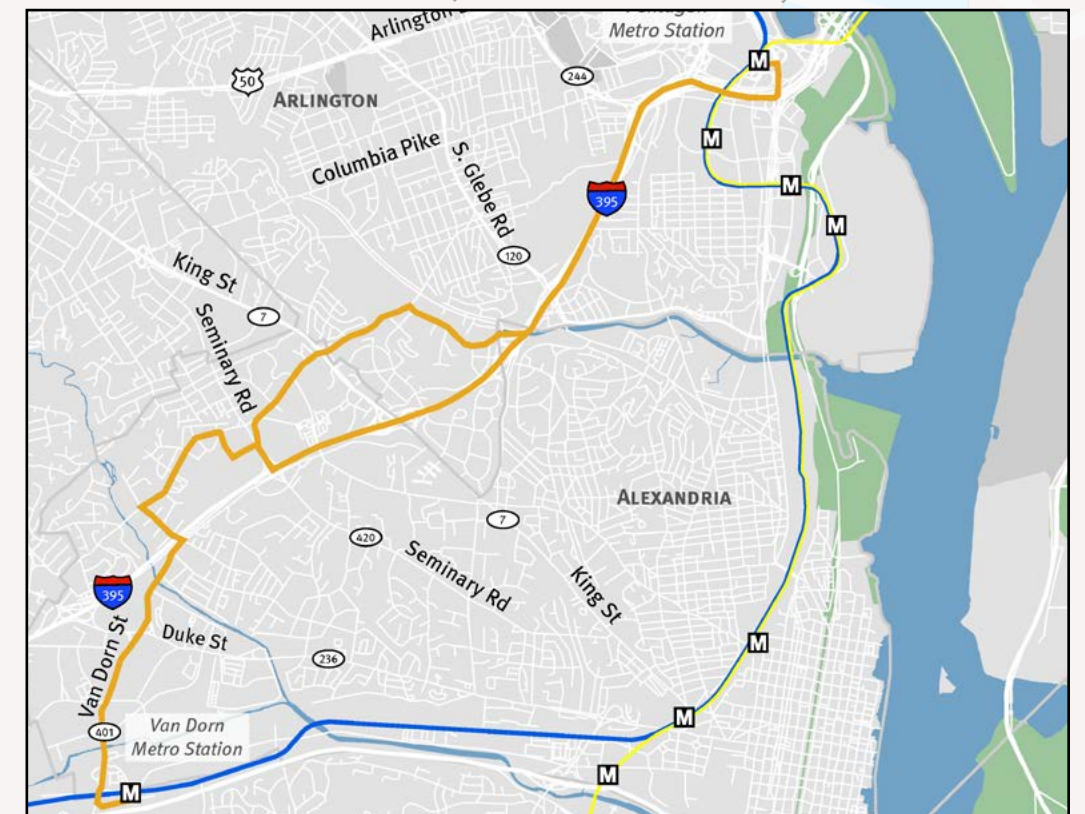 Arlington
Metro Station
M
50
244
ARLINGTON
Columbia Pike
S. Glebe Rd
M
395
M
M
120
King St
7
Seminary Rd
ALEXANDRIA
7
420
Seminary Rd
King St
395
Van Dorn St
Duke St
236
M
M
401
Van Dorn
Metro Station
M
M